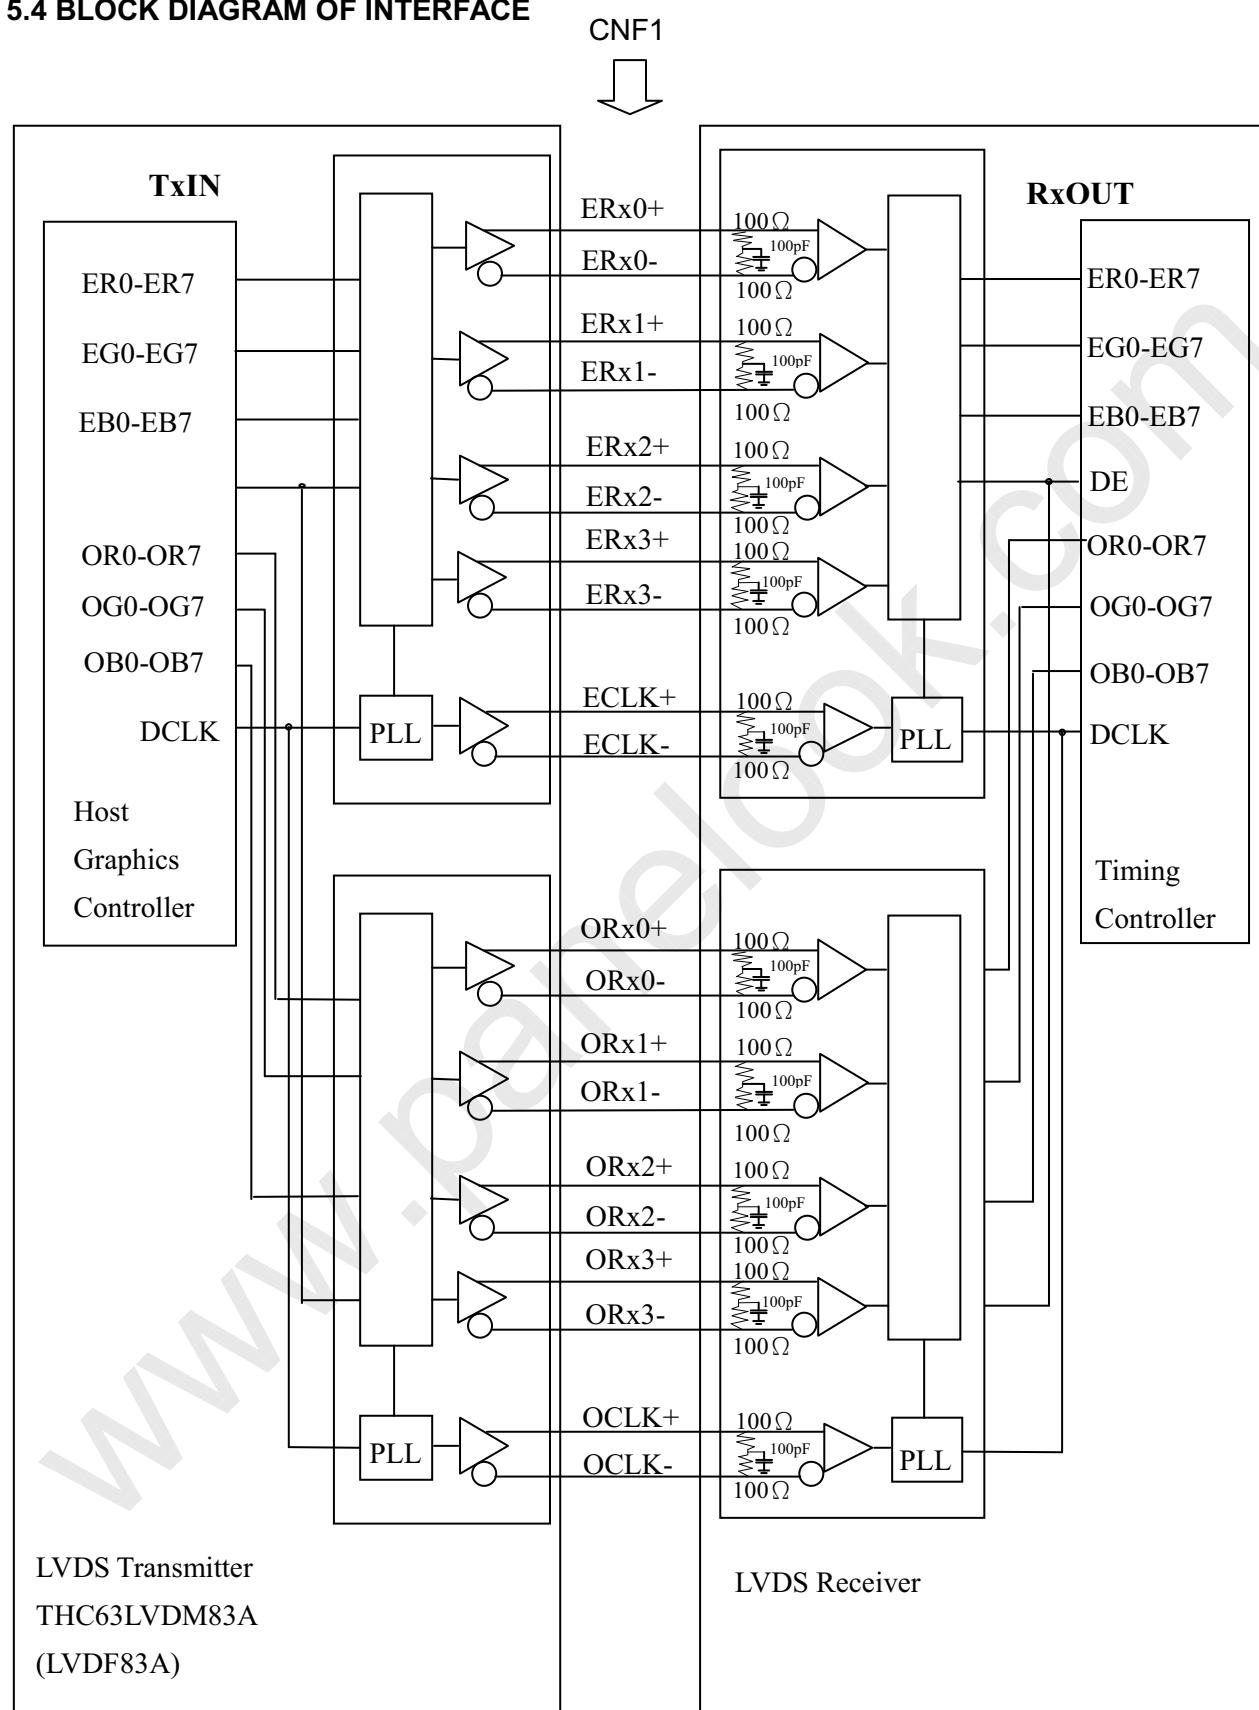 5.4 BLOCK DIAGRAM OF INTERFACE
CNF1
TxIN
RxOUT
ER0-ER7
EG0-EG7
EB0-EB7
OR0-OR7
OG0-OG7
OB0-OB7
DCLK
Host
Graphics
Controller
PLL
ERx0+
ERx0-
ERx1+
ERx1-
ERx2+
ERx2-
ERx3+
ERx3-
ECLK+
ECLK-
100Ω
100pF
100Ω
100Ω
100pF
100Ω
100Ω
100pF
100Ω
100Ω
100pF
100Ω
100Ω
100pF
100Ω
PLL
ER0-ER7
EG0-EG7
EB0-EB7
DE
OR0-OR7
OG0-OG7
OB0-OB7
DCLK
Timing
Controller
PLL
ORx0+
ORx0-
ORx1+
ORx1-
ORx2+
ORx2-
ORx3+
ORx3-
OCLK+
OCLK-
100Ω
100pF
100Ω
100Ω
100pF
100Ω
100Ω
100pF
100Ω
100Ω
100pF
100Ω
100Ω
100pF
100Ω
PLL
LVDS Transmitter
THC63LVDM83A
(LVDF83A)
LVDS Receiver
www.panelook.com